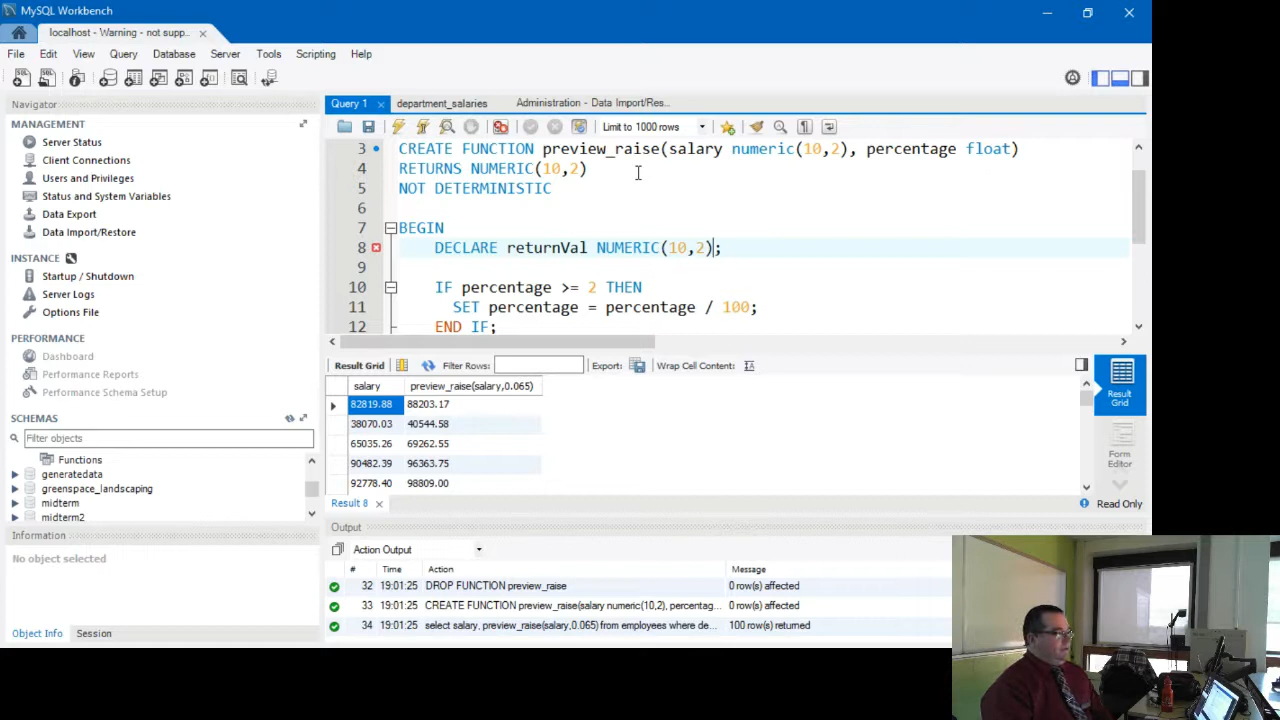 MySQL Workbench
localhost - Warning - not supp..
File Edit View Query Database Server Tools Scripting Help
Navigator
MANAGEMENT
Server Status
Client Connections
Users and Privileges
Status and System Variables
Data Export
Data Import/Restore
INSTANCE
Startup / Shutdown
Server Logs
Options File
PERFORMANCE
Dashboard
Performance Reports
Performance Schema Setup
SCHEMAS
Filter objects
Functions
generatedata
greenspace_landscaping
midterm
midterm2
Information
No object selected
Object Info Session
Query 1 department_salaries Administration - Data Import/Res...
Limit to 1000 rows
3 CREATE FUNCTION preview_raise(salary numeric(10,2), percentage float)
4 RETURNS NUMERIC(10,2)
5 NOT DETERMINISTIC
6
7 BEGIN
8 DECLARE returnVal NUMERIC(10,2);
9
10 IF percentage >= 2 THEN
11 SET percentage = percentage / 100;
12 END IF;
Result Grid Filter Rows: Export: Wrap Cell Content:
salary preview_raise(salary,0.065)
82819.88 88203.17
38070.03 40544.58
65035.26 69262.55
90482.39 96363.75
92778.40 98809.00
Result Grid
Form Editor
Result 8 Read Only
Output
Action Output
# Time Action Message
32 19:01:25 DROP FUNCTION preview_raise 0 row(s) affected
33 19:01:25 CREATE FUNCTION preview_raise(salary numeric(10,2), percentag... 0 row(s) affected
34 19:01:25 select salary, preview_raise(salary,0.065) from employees where de... 100 row(s) returned